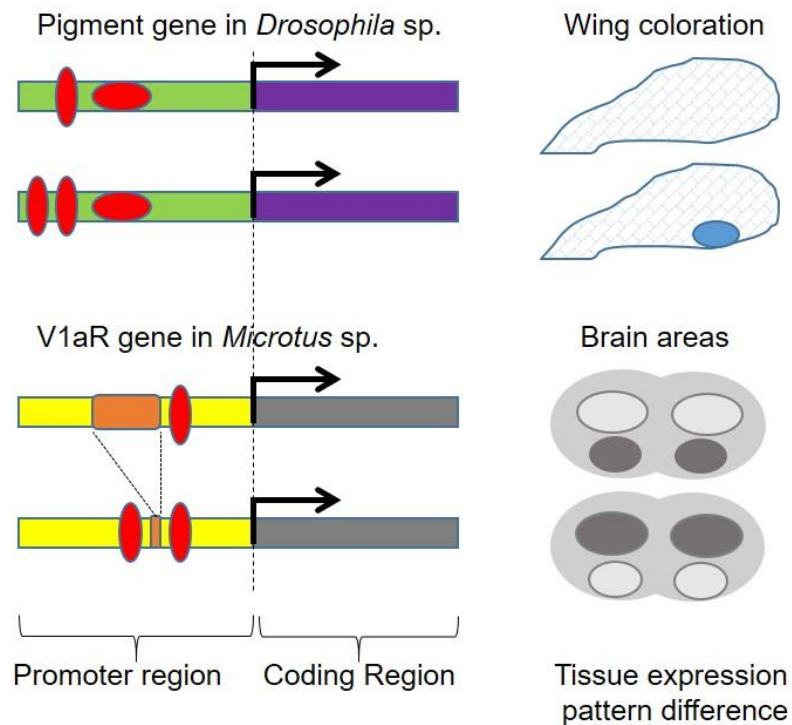 Pigment gene in Drosophila sp.
Wing coloration
V1aR gene in Microtus sp.
Brain areas
Promoter region
Coding Region
Tissue expression
pattern difference